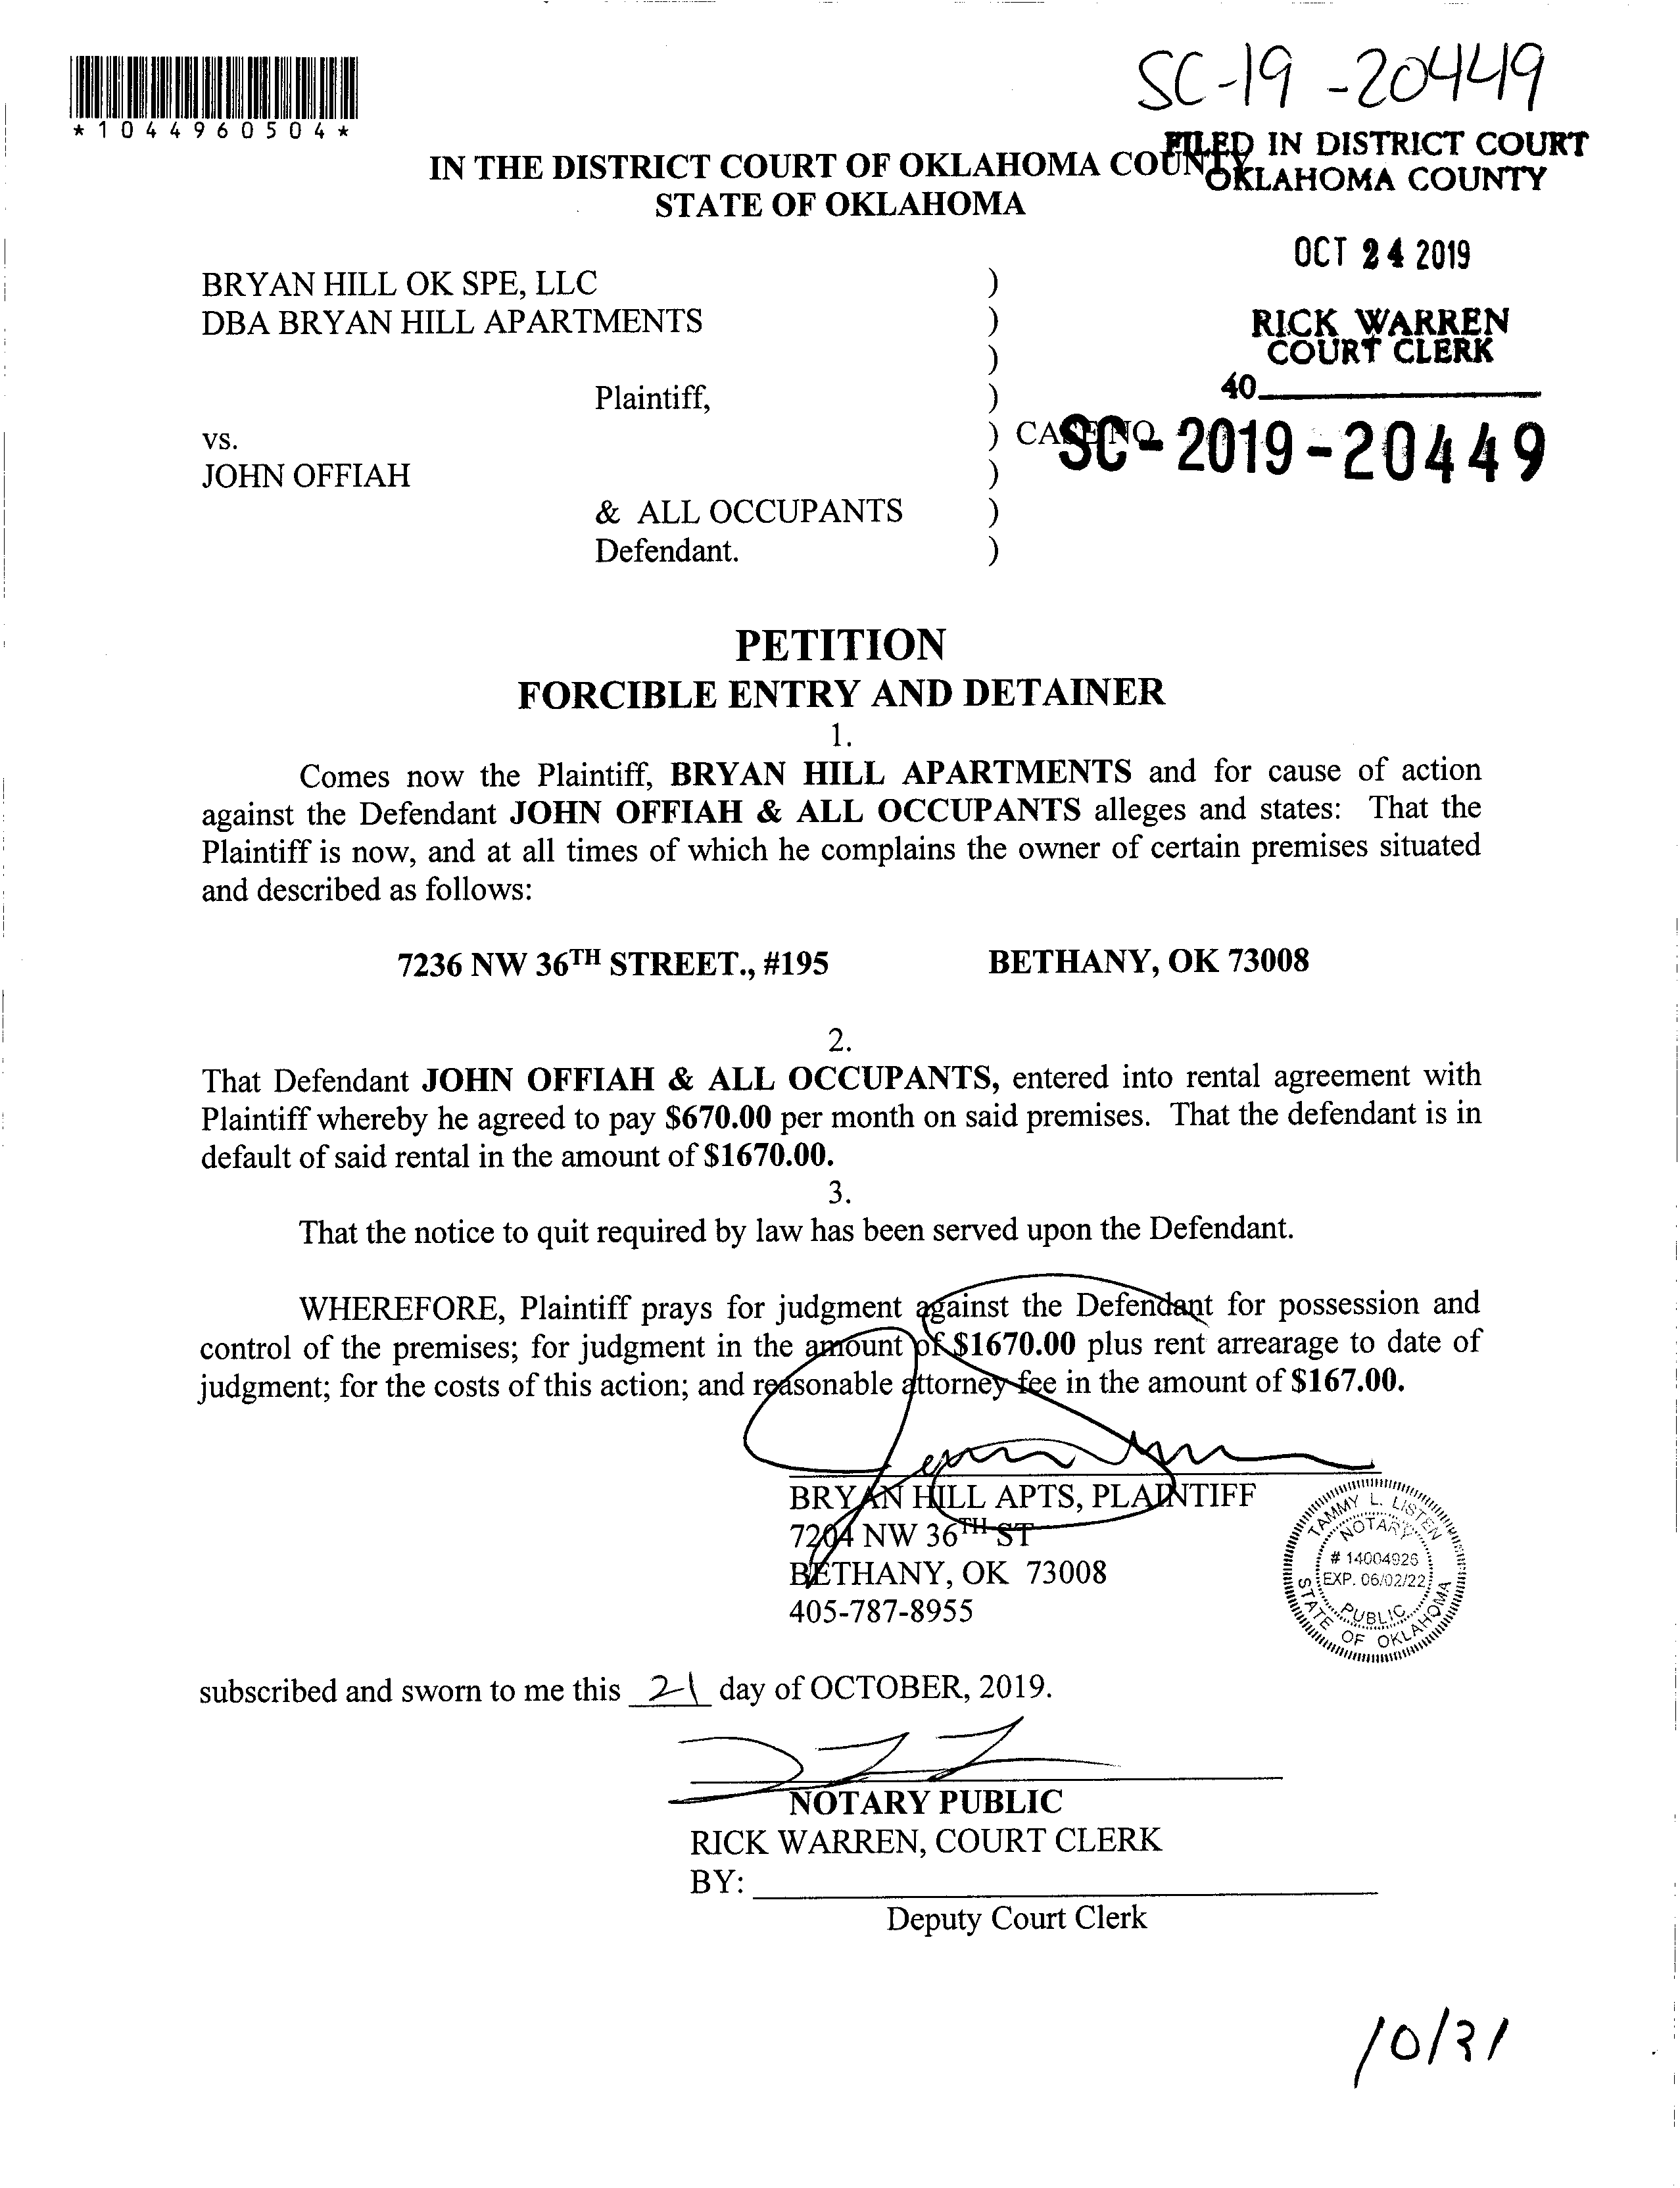 SC-19-20449
*1044960504*
FILED IN DISTRICT COURT
OKLAHOMA COUNTY
IN THE DISTRICT COURT OF OKLAHOMA COUNTY
STATE OF OKLAHOMA
OCT 24 2019
BRYAN HILL OK SPE, LLC )
DBA BRYAN HILL APARTMENTS )
RICK WARREN
COURT CLERK
)
40
Plaintiff, )
vs. ) CASE NO.
SC-2019-20449
JOHN OFFIAH )
& ALL OCCUPANTS )
Defendant. )
PETITION
FORCIBLE ENTRY AND DETAINER
1.
Comes now the Plaintiff, BRYAN HILL APARTMENTS and for cause of action
against the Defendant JOHN OFFIAH & ALL OCCUPANTS alleges and states: That the
Plaintiff is now, and at all times of which he complains the owner of certain premises situated
and described as follows:
7236 NW 36TH STREET., #195 BETHANY, OK 73008
2.
That Defendant JOHN OFFIAH & ALL OCCUPANTS, entered into rental agreement with
Plaintiff whereby he agreed to pay $670.00 per month on said premises. That the defendant is in
default of said rental in the amount of $1670.00.
3.
That the notice to quit required by law has been served upon the Defendant.
WHEREFORE, Plaintiff prays for judgment against the Defendant for possession and
control of the premises; for judgment in the amount of $1670.00 plus rent arrearage to date of
judgment; for the costs of this action; and reasonable attorney fee in the amount of $167.00.
BRYAN HILL APTS, PLAINTIFF
7204 NW 36TH ST
BETHANY, OK 73008
405-787-8955
TAMMY L. LISTEN
NOTARY
# 14004926
EXP. 06/02/22
PUBLIC
STATE OF OKLAHOMA
subscribed and sworn to me this 21 day of OCTOBER, 2019.
NOTARY PUBLIC
RICK WARREN, COURT CLERK
BY:
Deputy Court Clerk
10/31